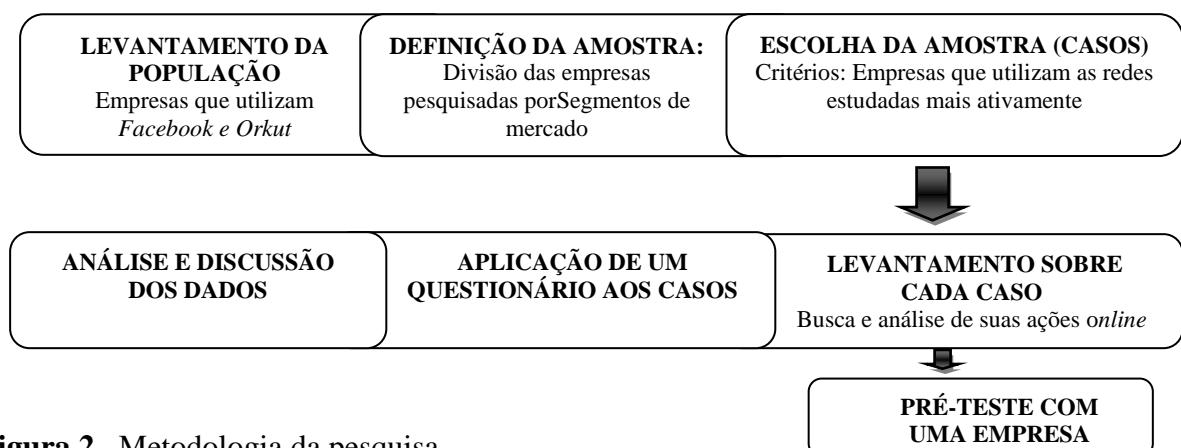 LEVANTAMENTO DA
POPULAÇÃO
Empresas que utilizam
Facebook e Orkut
DEFINIÇÃO DA AMOSTRA:
Divisão das empresas
pesquisadas porSegmentos de
mercado
ESCOLHA DA AMOSTRA (CASOS)
Critérios: Empresas que utilizam as redes
estudadas mais ativamente
ANÁLISE E DISCUSSÃO
DOS DADOS
APLICAÇÃO DE UM
QUESTIONÁRIO AOS CASOS
LEVANTAMENTO SOBRE
CADA CASO
Busca e análise de suas ações online
PRÉ-TESTE COM
UMA EMPRESA
igura 2 Metodologia da pesquisa